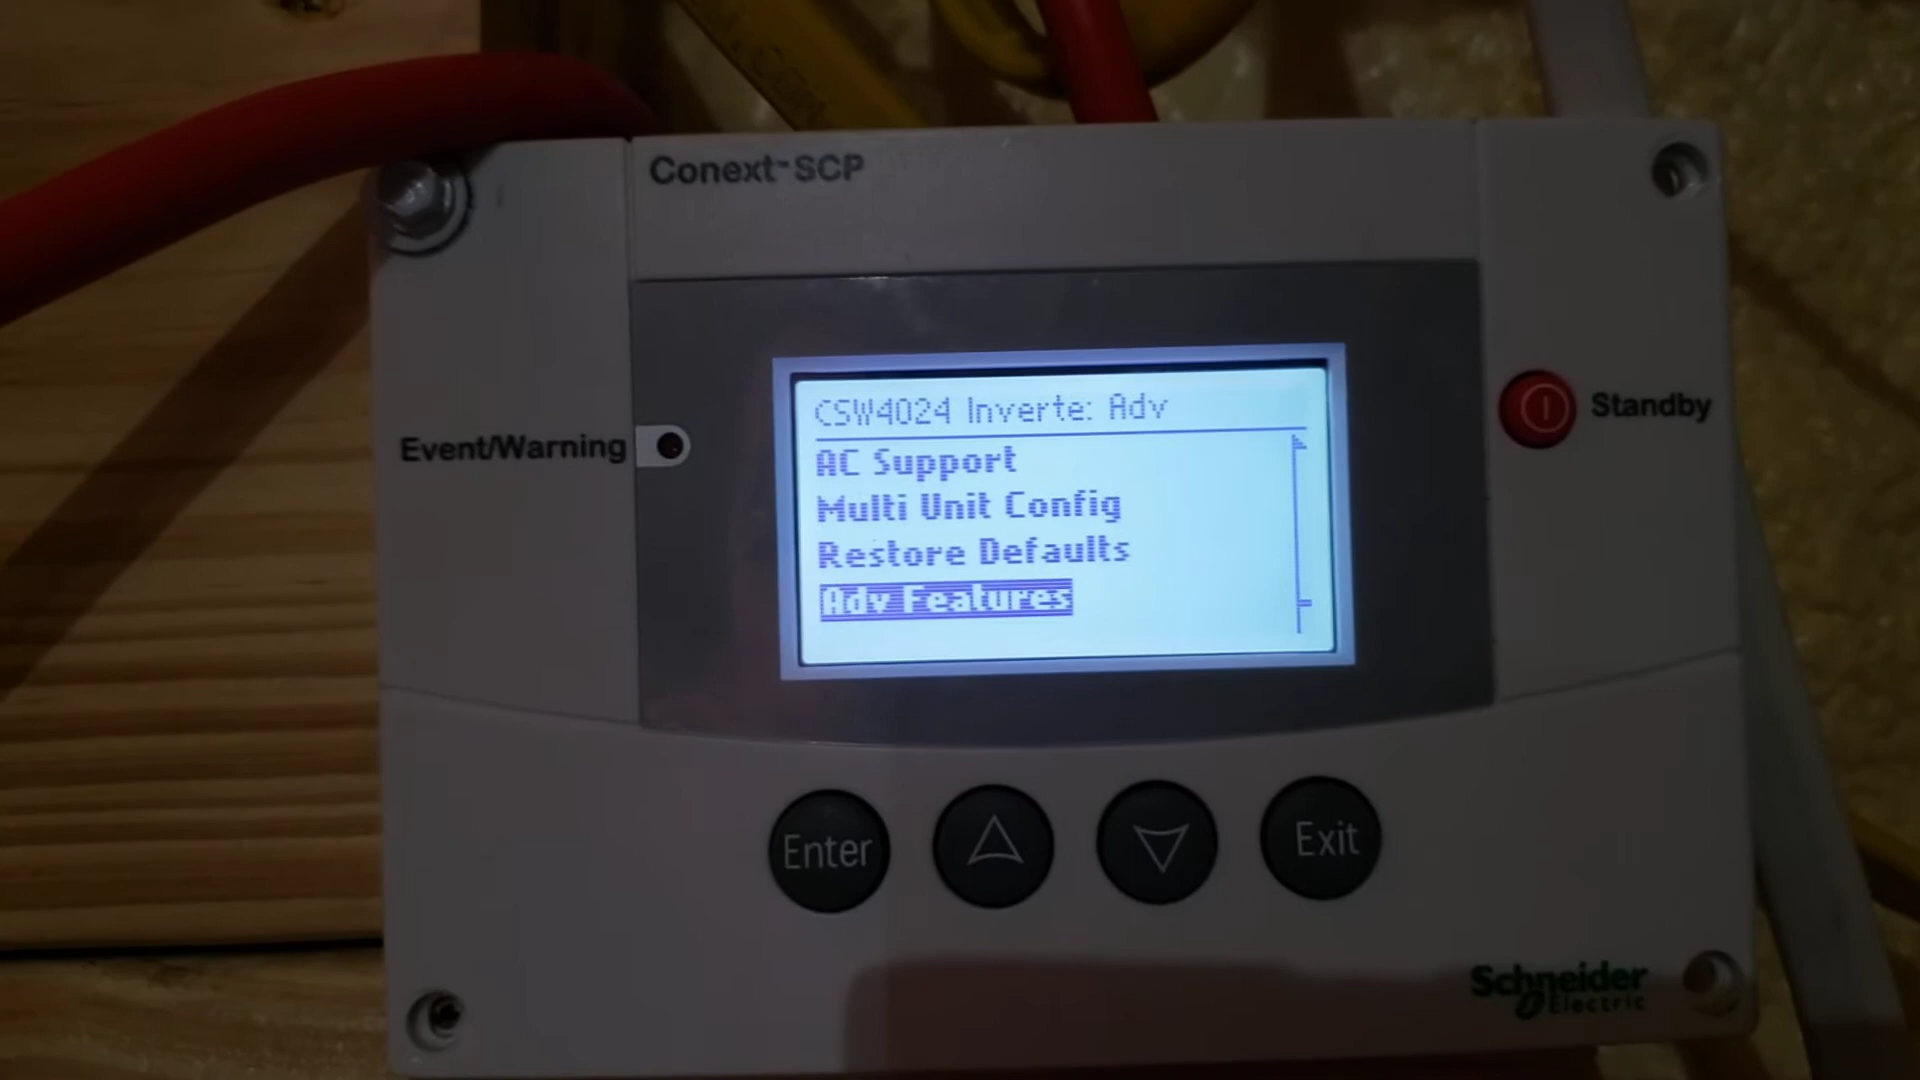 Conext™ SCP
CSW4024 Inverte: Adv
AC Support
Multi Unit Config
Restore Defaults
Adv Features
Event/Warning
Standby
Enter
Exit
Schneider
Electric